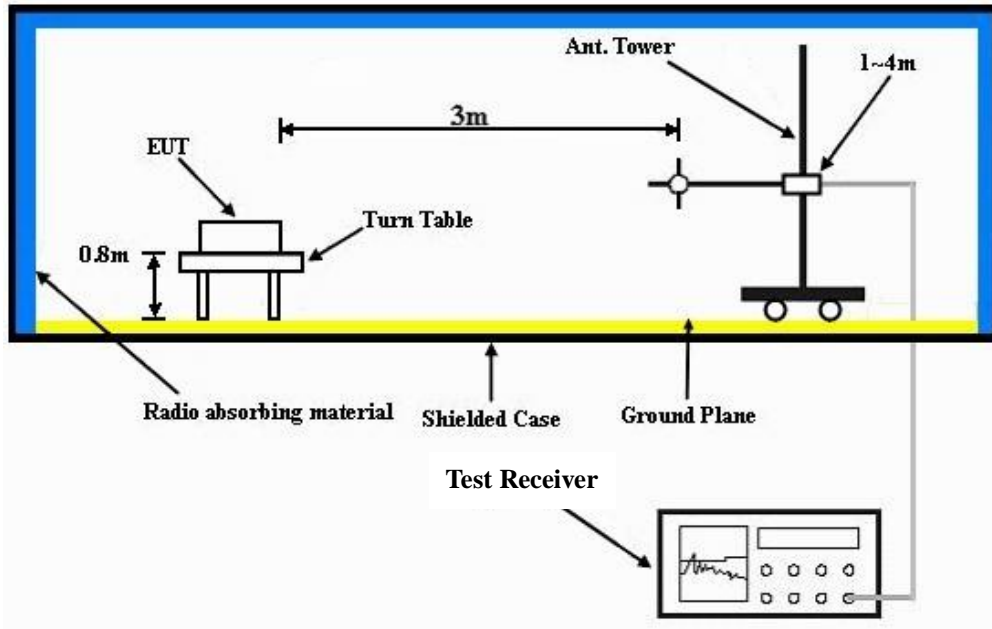 Ant. Tower
1~4m
3m
EUT
Turn Table
0.8m
Radio absorbing material
Shielded Case
Ground Plane
Test Receiver